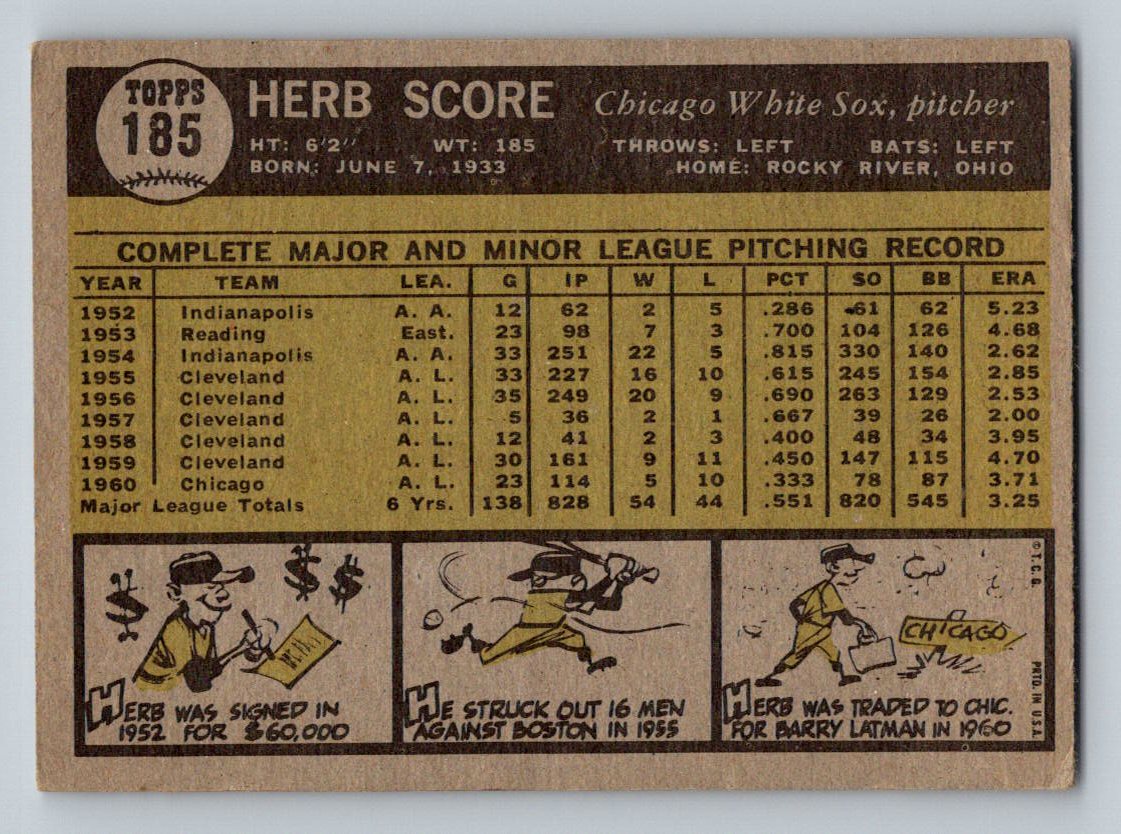 TOPPS
185
HERB SCORE Chicago White Sox, pitcher
HT: 6'2" WT: 185 THROWS: LEFT BATS: LEFT
BORN: JUNE 7, 1933 HOME: ROCKY RIVER, OHIO
COMPLETE MAJOR AND MINOR LEAGUE PITCHING RECORD
YEAR TEAM LEA. G IP W L PCT SO BB ERA
1952 Indianapolis A. A. 12 62 2 5 .286 61 62 5.23
1953 Reading East. 23 98 7 3 .700 104 126 4.68
1954 Indianapolis A. A. 33 251 22 5 .815 330 140 2.62
1955 Cleveland A. L. 33 227 16 10 .615 245 154 2.85
1956 Cleveland A. L. 35 249 20 9 .690 263 129 2.53
1957 Cleveland A. L. 5 36 2 1 .667 39 26 2.00
1958 Cleveland A. L. 12 41 2 3 .400 48 34 3.95
1959 Cleveland A. L. 30 161 9 11 .450 147 115 4.70
1960 Chicago A. L. 23 114 5 10 .333 78 87 3.71
Major League Totals 6 Yrs. 138 828 54 44 .551 820 545 3.25
$ $ $
HERB WAS SIGNED IN
1952 FOR $60,000
HE STRUCK OUT 16 MEN
AGAINST BOSTON IN 1955
CHICAGO
HERB WAS TRADED TO CHIC.
FOR BARRY LATMAN IN 1960
© T. C. G.
PRTD. IN U.S.A.